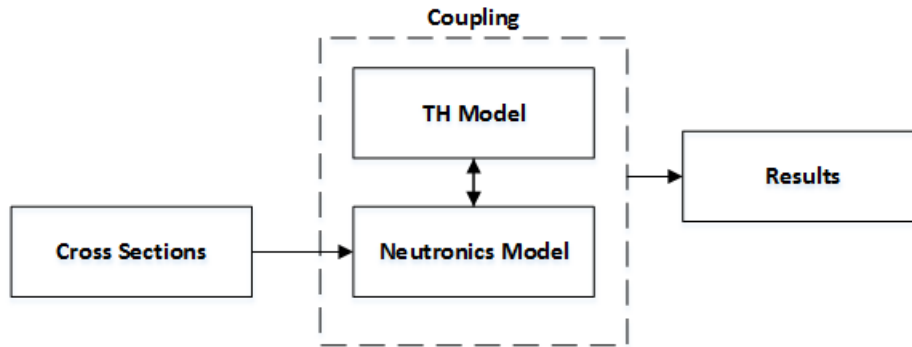 Coupling
TH Model
Results
Cross Sections
Neutronics Model